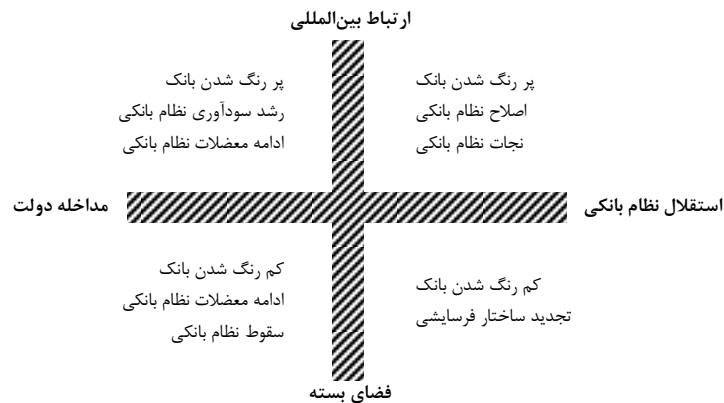 ارتباط بین‌المللی
پر رنگ شدن بانک
اصلاح نظام بانکی
نجات نظام بانکی
پر رنگ شدن بانک
رشد سودآوری نظام بانکی
ادامه معضلات نظام بانکی
استقلال نظام بانکی
مداخله دولت
کم رنگ شدن بانک
تجدید ساختار فرسایشی
کم رنگ شدن بانک
ادامه معضلات نظام بانکی
سقوط نظام بانکی
فضای بسته